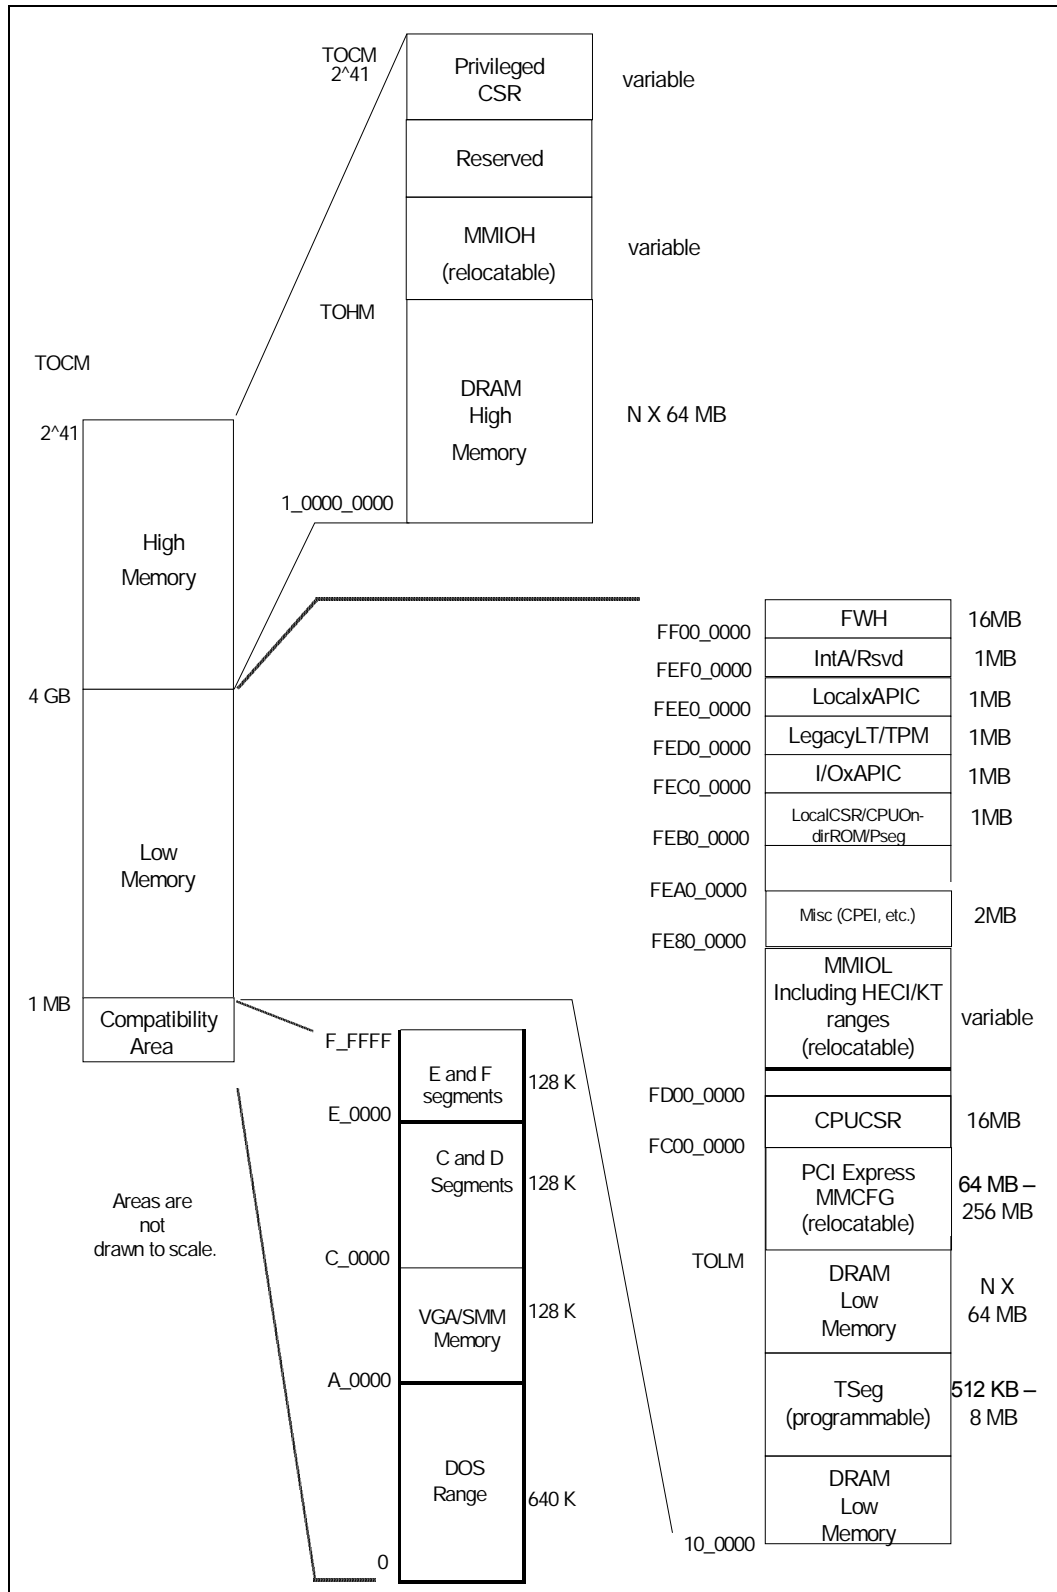 TOCM
2^41
Privileged
CSR
variable
Reserved
MMIOH
(relocatable)
variable
TOHM
DRAM
High
Memory
N X 64 MB
1_0000_0000
TOCM
2^41
High
Memory
4 GB
Low
Memory
1 MB
Compatibility
Area
Areas are
not
drawn to scale.
F_FFFF
E and F
segments
128 K
E_0000
C and D
Segments
128 K
C_0000
VGA/SMM
Memory
128 K
A_0000
DOS
Range
640 K
0
FWH
16MB
FF00_0000
IntA/Rsvd
1MB
FEF0_0000
LocalxAPIC
1MB
FEE0_0000
LegacyLT/TPM
1MB
FED0_0000
I/OxAPIC
1MB
FEC0_0000
LocalCSR/CPUOn-
dirROM/Pseg
1MB
FEB0_0000
FEA0_0000
Misc (CPEI, etc.)
2MB
FE80_0000
MMIOL
Including HECI/KT
ranges
(relocatable)
variable
FD00_0000
CPUCSR
16MB
FC00_0000
PCI Express
MMCFG
(relocatable)
64 MB –
256 MB
TOLM
DRAM
Low
Memory
N X
64 MB
TSeg
(programmable)
512 KB –
8 MB
DRAM
Low
Memory
10_0000